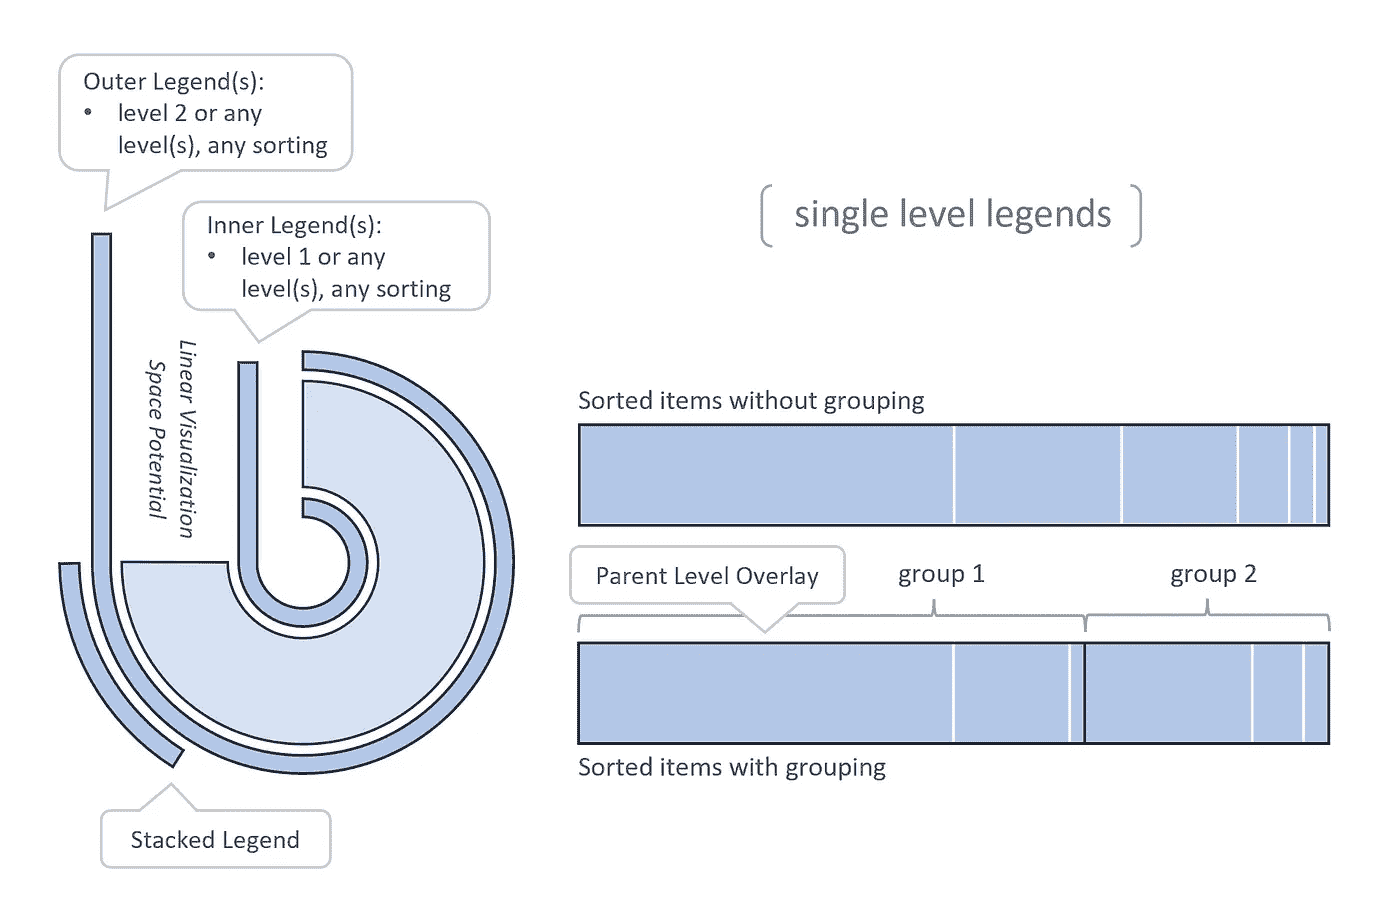 Outer Legend(s):
• level 2 or any
level(s), any sorting
Inner Legend(s):
• level 1 or any
level(s), any sorting
single level legends
Linear Visualization
Space Potential
Sorted items without grouping
Parent Level Overlay
group 1
group 2
Sorted items with grouping
Stacked Legend